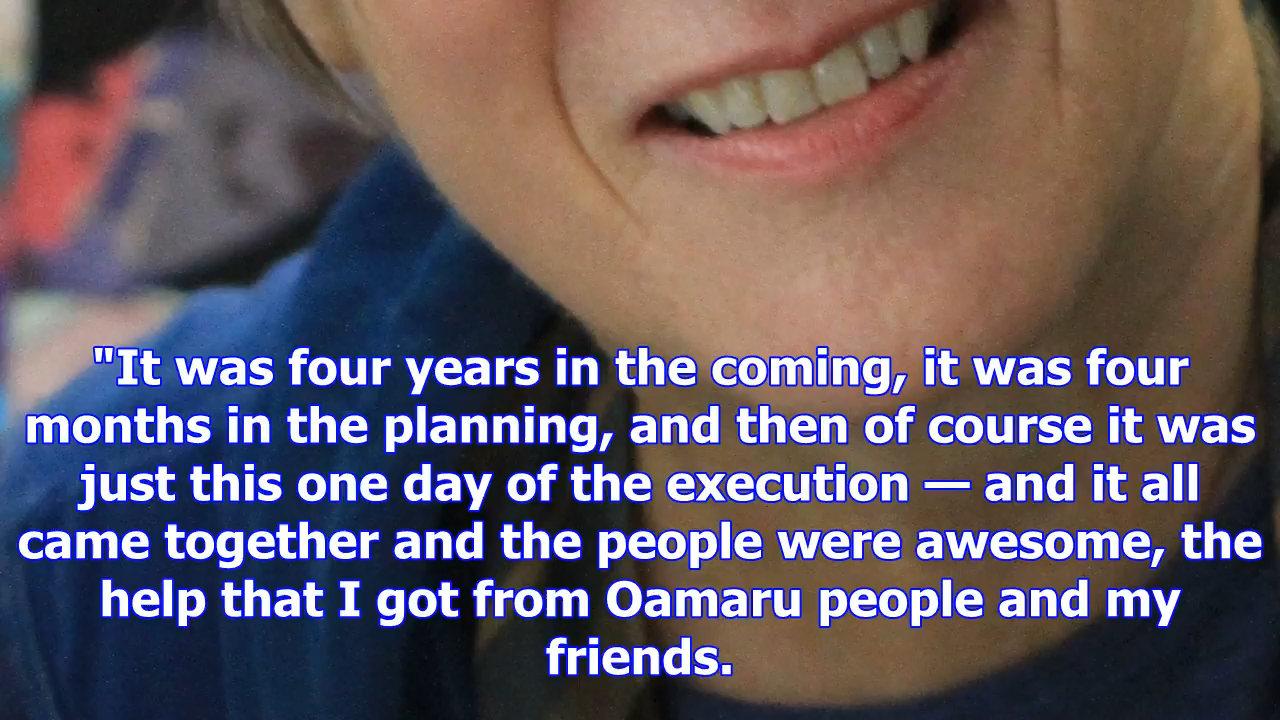 "It was four years in the coming, it was four
months in the planning, and then of course it was
just this one day of the execution — and it all
came together and the people were awesome, the
help that I got from Oamaru people and my
friends.